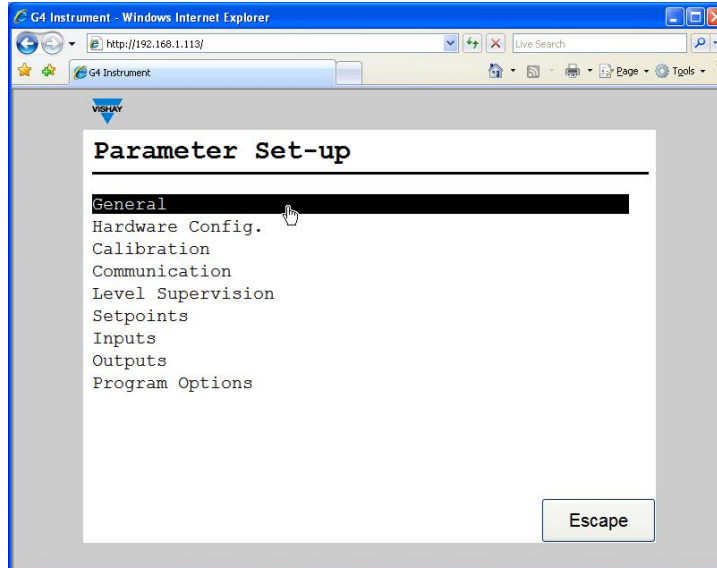 G4 Instrument - Windows Internet Explorer
http://192.168.1.113/
Live Search
G4 Instrument
Page
Tools
VISHAY
Parameter Set-up
General
Hardware Config.
Calibration
Communication
Level Supervision
Setpoints
Inputs
Outputs
Program Options
Escape